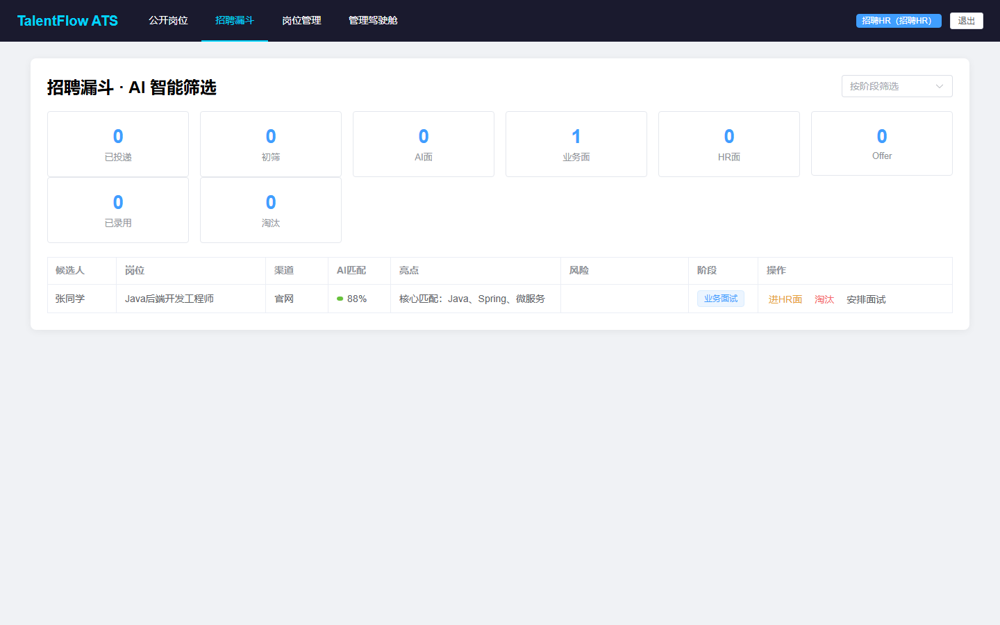 TalentFlow ATS 公开岗位 招聘漏斗 岗位管理 管理驾驶舱 招聘HR（招聘HR） 退出
招聘漏斗 · AI 智能筛选 按阶段筛选
0 0 0 1 0 0
已投递 初筛 AI面 业务面 HR面 Offer
0 0
已录用 淘汰
候选人 岗位 渠道 AI匹配 亮点 风险 阶段 操作
张同学 Java后端开发工程师 官网 88% 核心匹配：Java、Spring、微服务 业务面试 进HR面 淘汰 安排面试